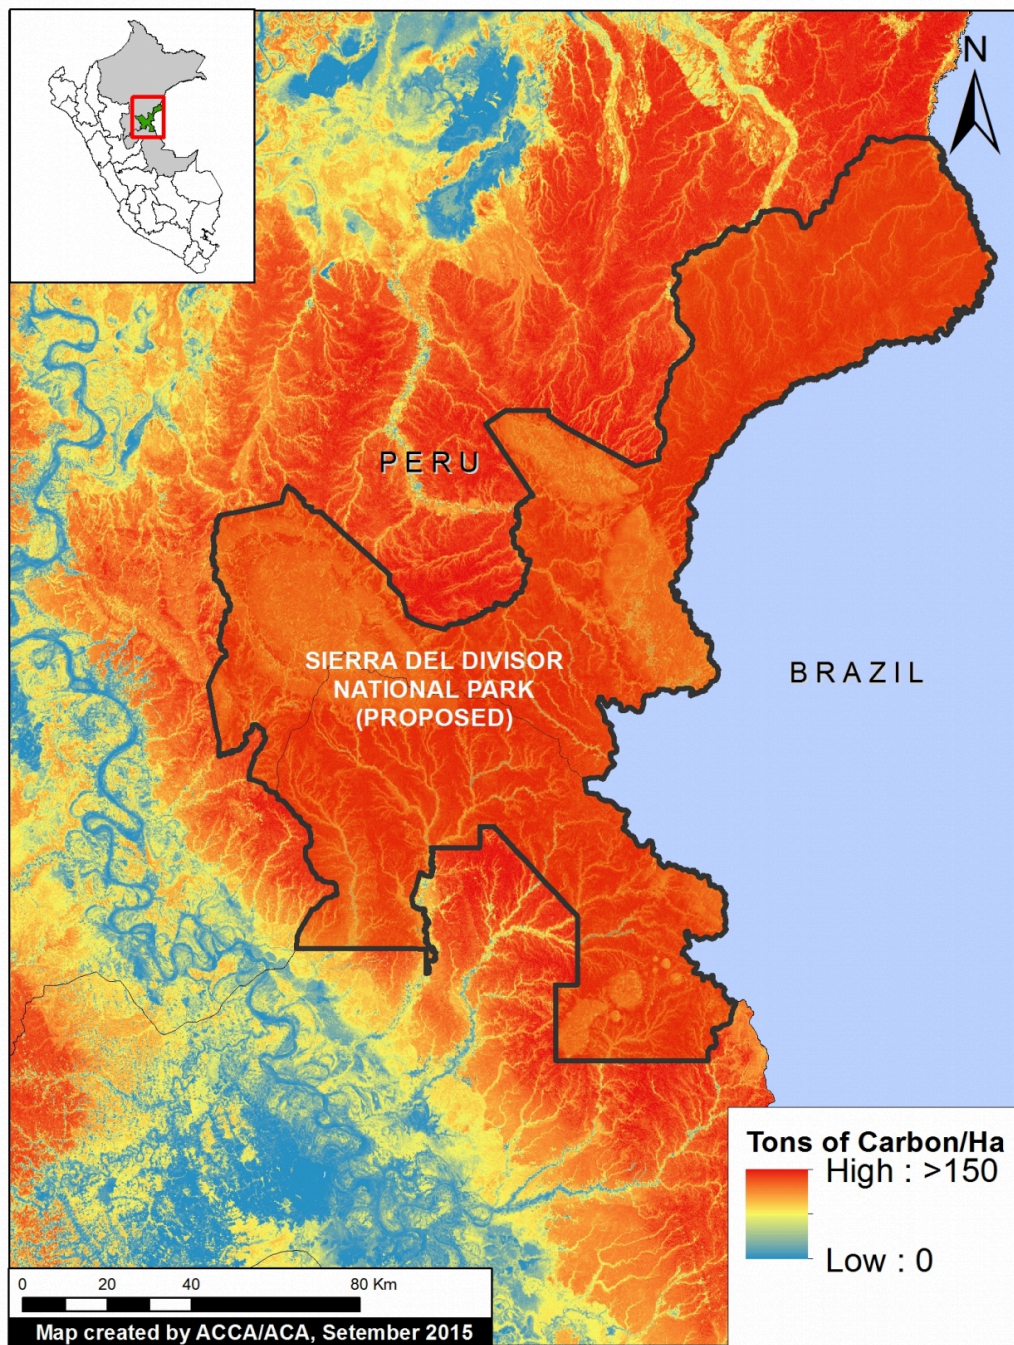 N
PERU
SIERRA DEL DIVISOR
NATIONAL PARK
(PROPOSED)
BRAZIL
Tons of Carbon/Ha
High : >150
Low : 0
0 20 40 80 Km
Map created by ACCA/ACA, Setember 2015